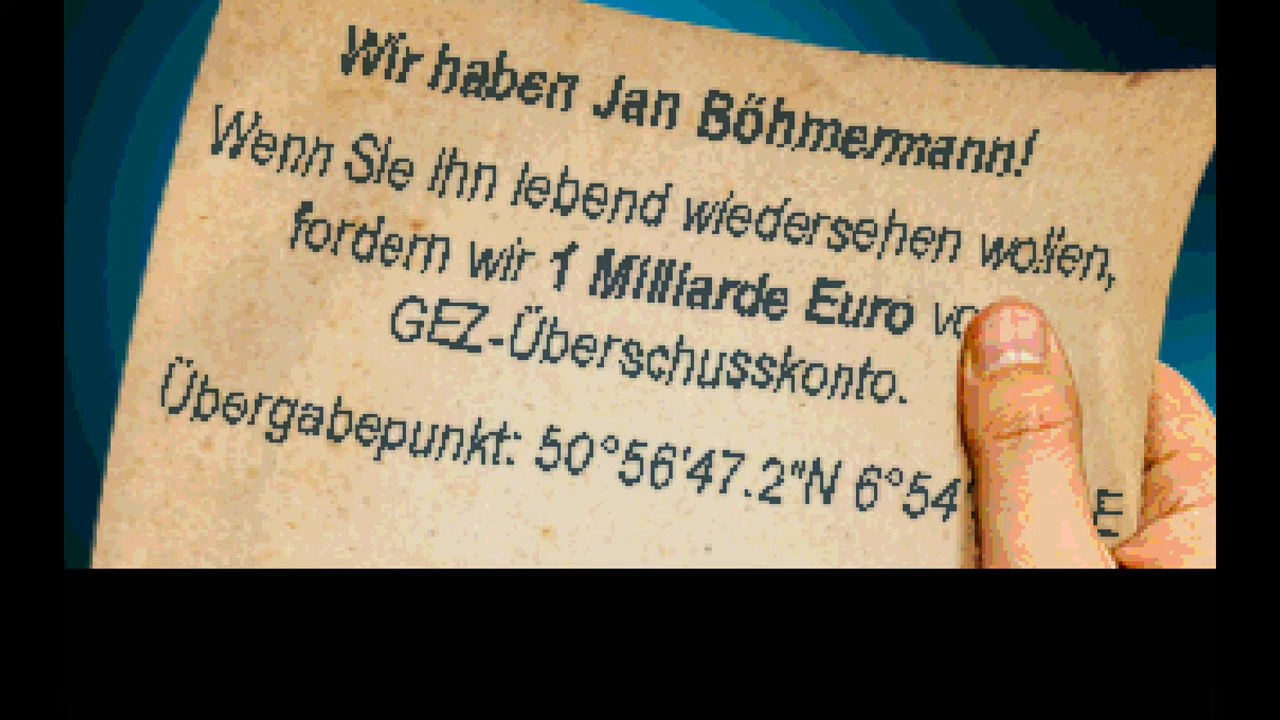 Wir haben Jan Böhmermann!
Wenn Sie ihn lebend wiedersehen wollen,
fordern wir 1 Milliarde Euro
GEZ-Überschusskonto.
Übergabepunkt: 50°56'47.2"N 6°54'